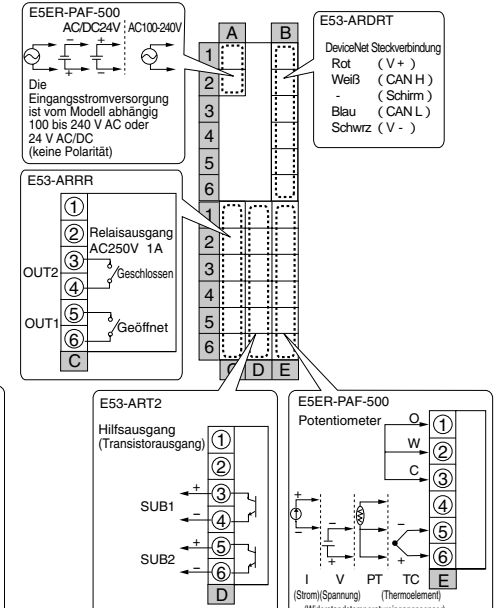 E5ER-PAF-500
AC/DC24V AC100-240V
Die
Eingangsstromversorgung
ist vom Modell abhängig
100 bis 240 V AC oder
24 V AC/DC
(keine Polarität)
A B
1
2
3
4
5
6
1
2
3
4
5
6
C D E
E53-ARDRT
DeviceNet Steckverbindung
Rot ( V + )
Weiß ( CAN H )
- ( Schirm )
Blau ( CAN L )
Schwrz ( V - )
E53-ARRR
1
2 Relaisausgang
AC250V 1A
3
OUT2 Geschlossen
4
5
OUT1 Geöffnet
6
C
E53-ART2
Hilfsausgang
(Transistorausgang)
1
2
+ 3
SUB1
- 4
+ 5
SUB2
- 6
D
E5ER-PAF-500
Potentiometer O 1
W 2
C 3
4
5
6
I V PT TC E
(Strom)(Spannung) (Thermoelement)